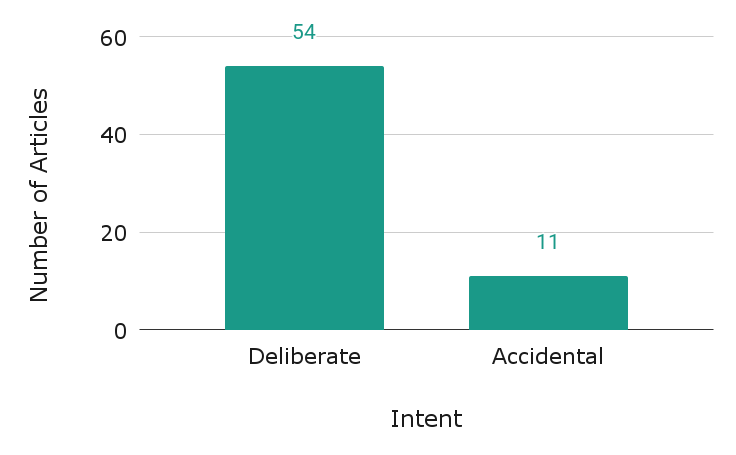 Number of Articles
60
40
20
0
54
11
Deliberate
Accidental
Intent